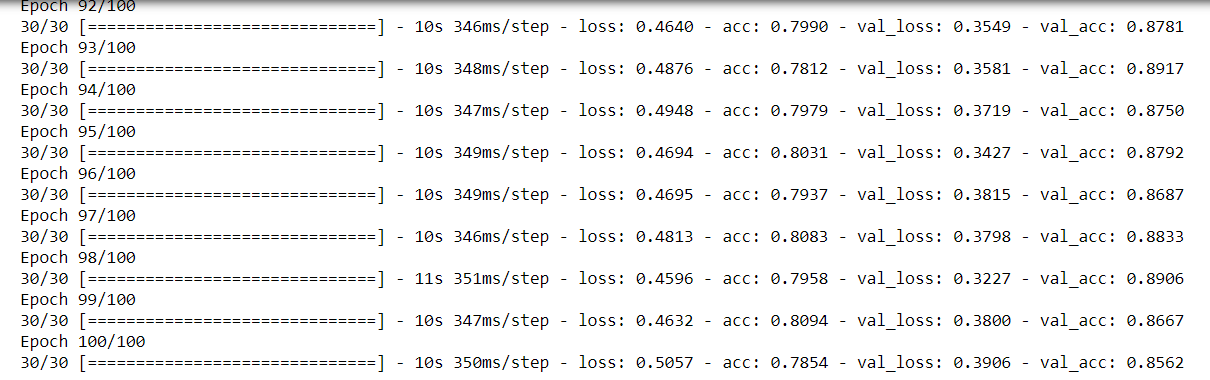 Epoch 92/100
30/30 [==============================] - 10s 346ms/step - loss: 0.4640 - acc: 0.7990 - val_loss: 0.3549 - val_acc: 0.8781
Epoch 93/100
30/30 [==============================] - 10s 348ms/step - loss: 0.4876 - acc: 0.7812 - val_loss: 0.3581 - val_acc: 0.8917
Epoch 94/100
30/30 [==============================] - 10s 347ms/step - loss: 0.4948 - acc: 0.7979 - val_loss: 0.3719 - val_acc: 0.8750
Epoch 95/100
30/30 [==============================] - 10s 349ms/step - loss: 0.4694 - acc: 0.8031 - val_loss: 0.3427 - val_acc: 0.8792
Epoch 96/100
30/30 [==============================] - 10s 349ms/step - loss: 0.4695 - acc: 0.7937 - val_loss: 0.3815 - val_acc: 0.8687
Epoch 97/100
30/30 [==============================] - 10s 346ms/step - loss: 0.4813 - acc: 0.8083 - val_loss: 0.3798 - val_acc: 0.8833
Epoch 98/100
30/30 [==============================] - 11s 351ms/step - loss: 0.4596 - acc: 0.7958 - val_loss: 0.3227 - val_acc: 0.8906
Epoch 99/100
30/30 [==============================] - 10s 347ms/step - loss: 0.4632 - acc: 0.8094 - val_loss: 0.3800 - val_acc: 0.8667
Epoch 100/100
30/30 [==============================] - 10s 350ms/step - loss: 0.5057 - acc: 0.7854 - val_loss: 0.3906 - val_acc: 0.8562